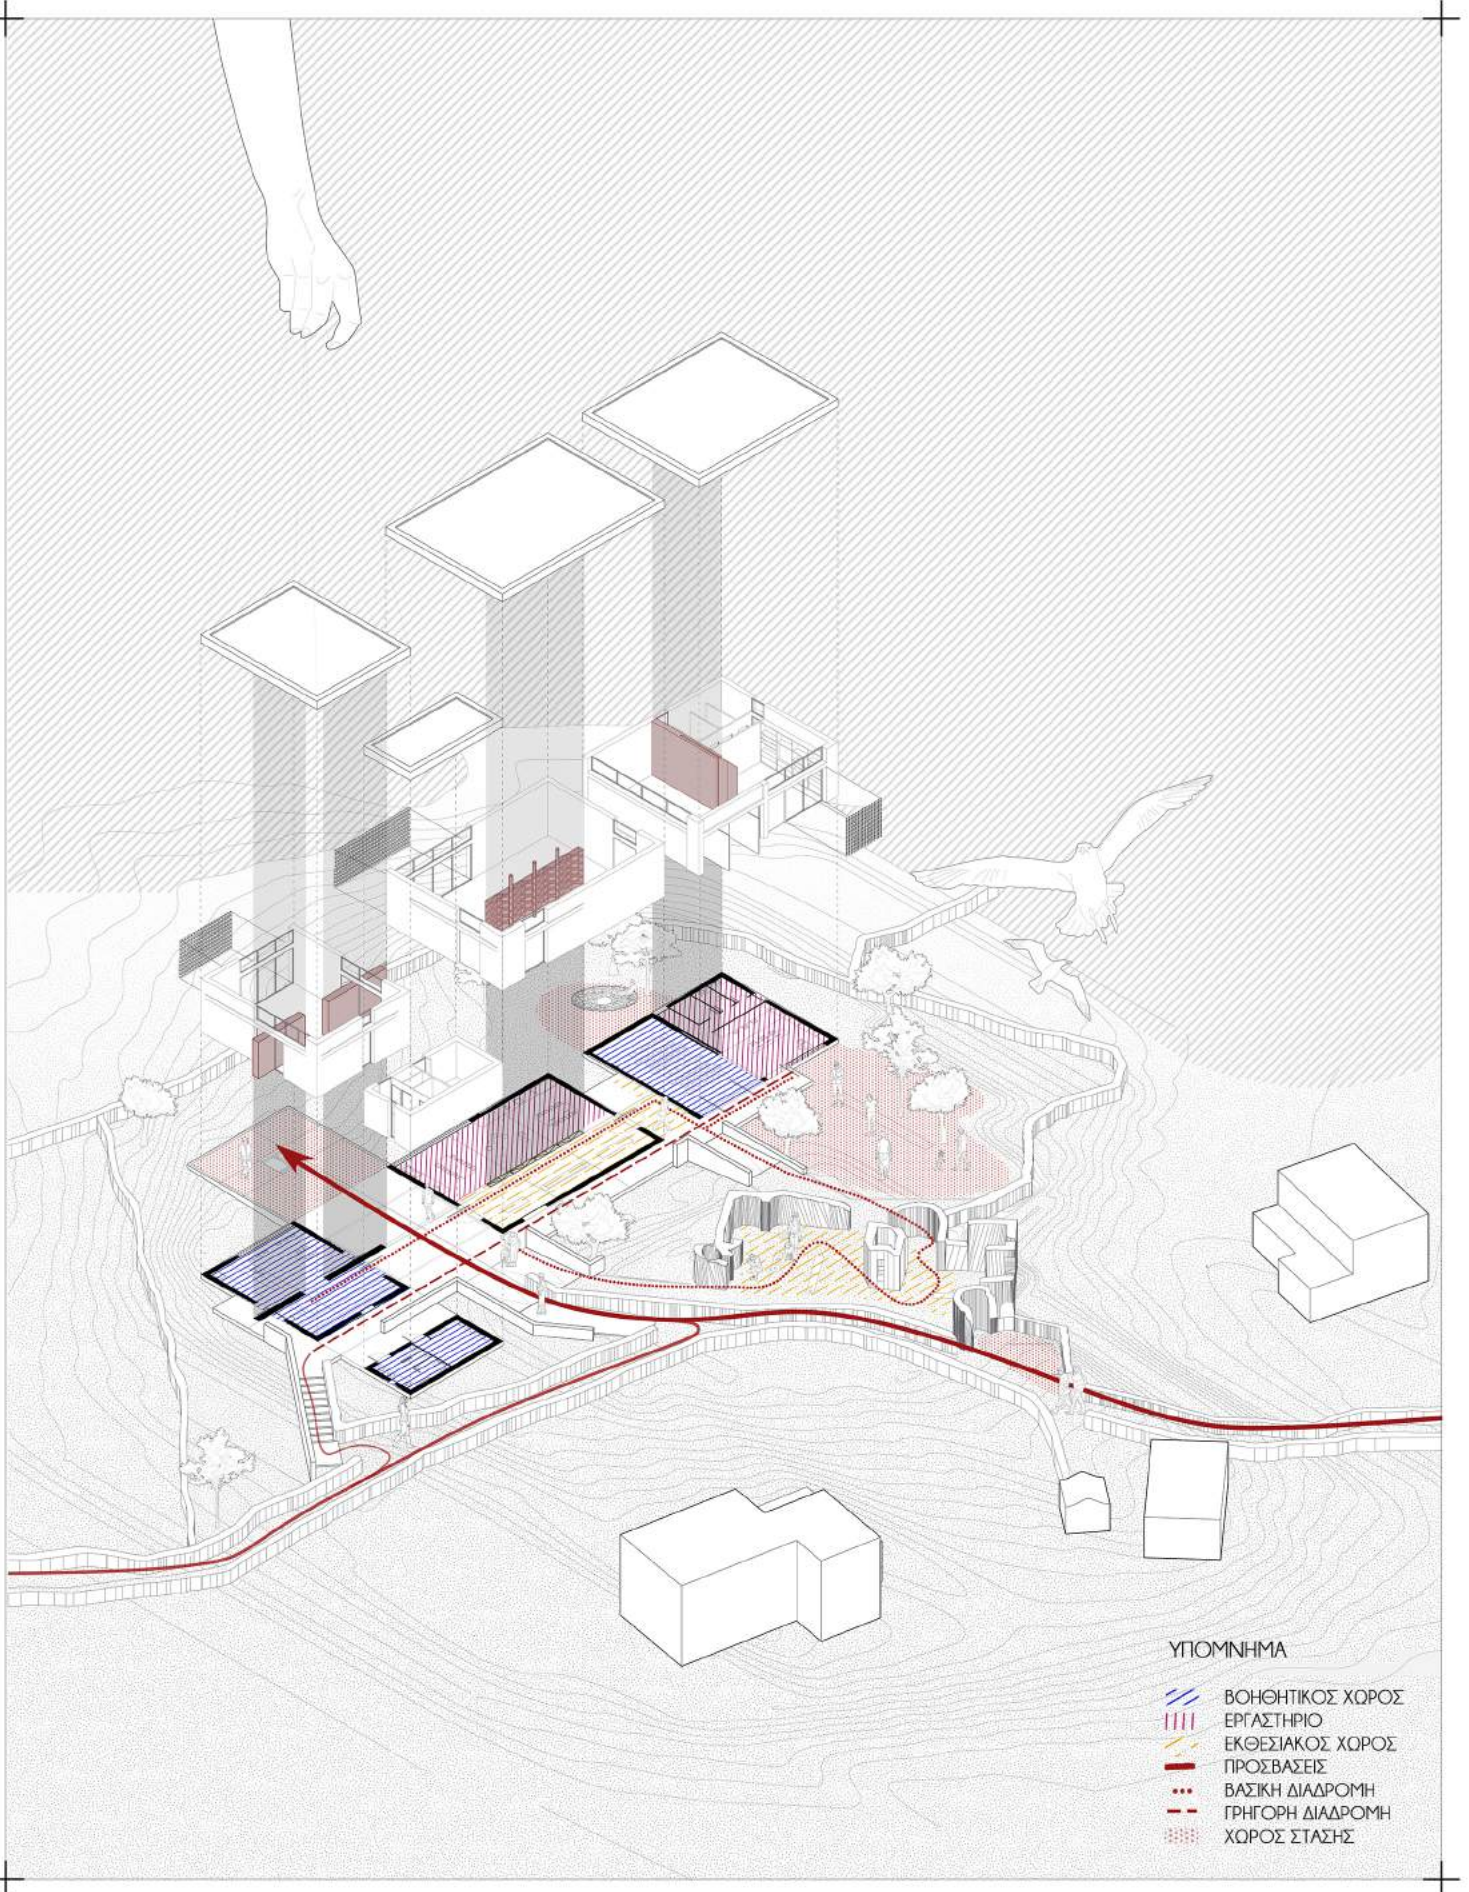 ΥΠΟΜΝΗΜΑ
ΒΟΗΘΗΤΙΚΟΣ ΧΩΡΟΣ
ΕΡΓΑΣΤΗΡΙΟ
ΕΚΘΕΣΙΑΚΟΣ ΧΩΡΟΣ
ΠΡΟΣΒΑΣΕΙΣ
ΒΑΣΙΚΗ ΔΙΑΔΡΟΜΗ
ΓΡΗΓΟΡΗ ΔΙΑΔΡΟΜΗ
ΧΩΡΟΣ ΣΤΑΣΗΣ